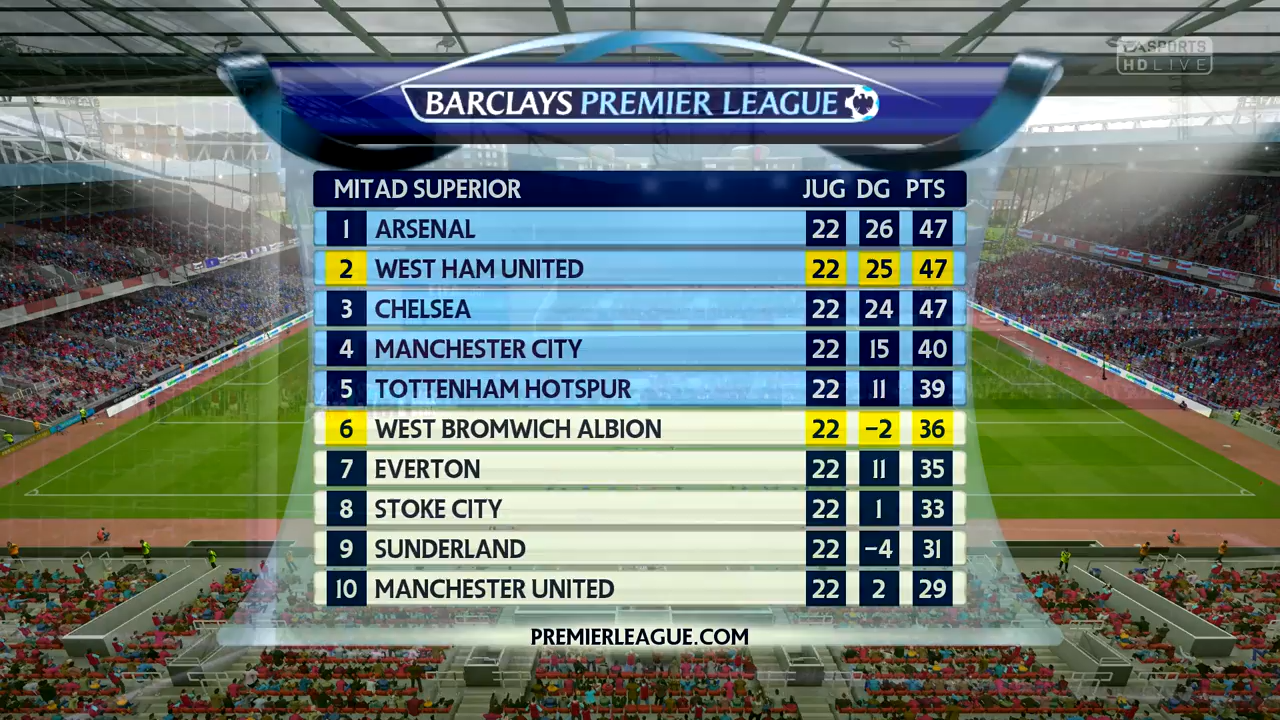 EA SPORTS
HD LIVE
BARCLAYS PREMIER LEAGUE
MITAD SUPERIOR JUG DG PTS
1 ARSENAL 22 26 47
2 WEST HAM UNITED 22 25 47
3 CHELSEA 22 24 47
4 MANCHESTER CITY 22 15 40
5 TOTTENHAM HOTSPUR 22 11 39
6 WEST BROMWICH ALBION 22 -2 36
7 EVERTON 22 11 35
8 STOKE CITY 22 1 33
9 SUNDERLAND 22 -4 31
10 MANCHESTER UNITED 22 2 29
PREMIERLEAGUE.COM